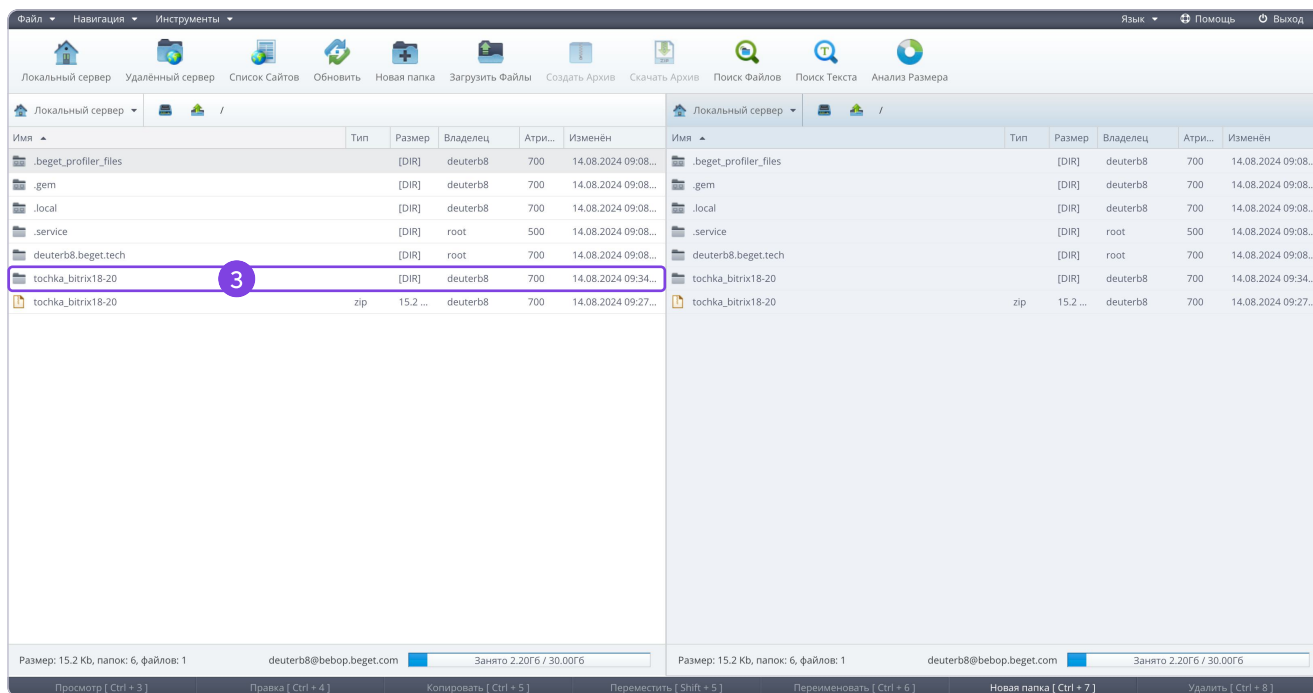 Файл Навигация Инструменты Язык Помощь Выход
Локальный сервер Удалённый сервер Список Сайтов Обновить Новая папка Загрузить Файлы Создать Архив Скачать Архив Поиск Файлов Поиск Текста Анализ Размера
Локальный сервер / Локальный сервер /
Имя Тип Размер Владелец Атри... Изменён Имя Тип Размер Владелец Атри... Изменён
.beget_profiler_files [DIR] deuterb8 700 14.08.2024 09:08... .beget_profiler_files [DIR] deuterb8 700 14.08.2024 09:08...
.gem [DIR] deuterb8 700 14.08.2024 09:08... .gem [DIR] deuterb8 700 14.08.2024 09:08...
.local [DIR] deuterb8 700 14.08.2024 09:08... .local [DIR] deuterb8 700 14.08.2024 09:08...
.service [DIR] root 500 14.08.2024 09:08... .service [DIR] root 500 14.08.2024 09:08...
deuterb8.beget.tech [DIR] root 700 14.08.2024 09:08... deuterb8.beget.tech [DIR] root 700 14.08.2024 09:08...
tochka_bitrix18-20 3 [DIR] deuterb8 700 14.08.2024 09:34... tochka_bitrix18-20 [DIR] deuterb8 700 14.08.2024 09:34...
tochka_bitrix18-20 zip 15.2 ... deuterb8 700 14.08.2024 09:27... tochka_bitrix18-20 zip 15.2 ... deuterb8 700 14.08.2024 09:27...
Размер: 15.2 Kb, папок: 6, файлов: 1 deuterb8@bebop.beget.com Занято 2.20Гб / 30.00Гб Размер: 15.2 Kb, папок: 6, файлов: 1 deuterb8@bebop.beget.com Занято 2.20Гб / 30.00Гб
Просмотр [ Ctrl + 3 ] Правка [ Ctrl + 4 ] Копировать [ Ctrl + 5 ] Переместить [ Shift + 5 ] Переименовать [ Ctrl + 6 ] Новая папка [ Ctrl + 7 ] Удалить [ Ctrl + 8 ]